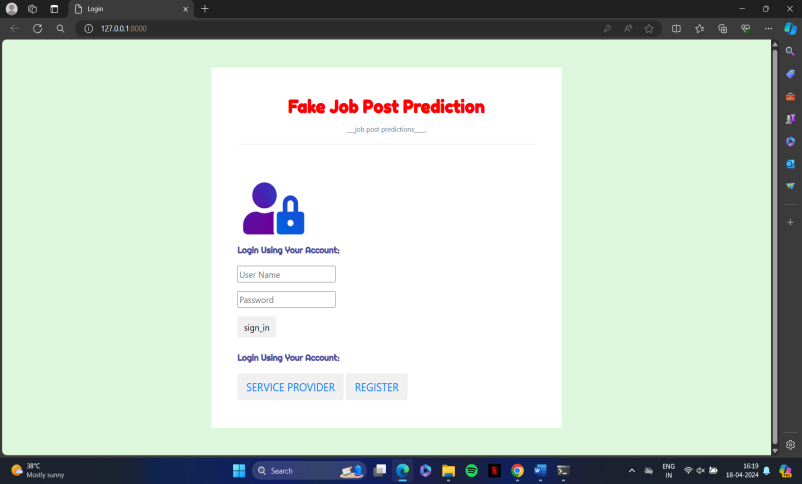 Login
127.0.0.1:8000
Fake Job Post Prediction
__job post predictions___.
Login Using Your Account:
User Name
Password
sign_in
Login Using Your Account:
SERVICE PROVIDER REGISTER
38°C
Mostly sunny
Search
ENG
IN
16:19
18-04-2024